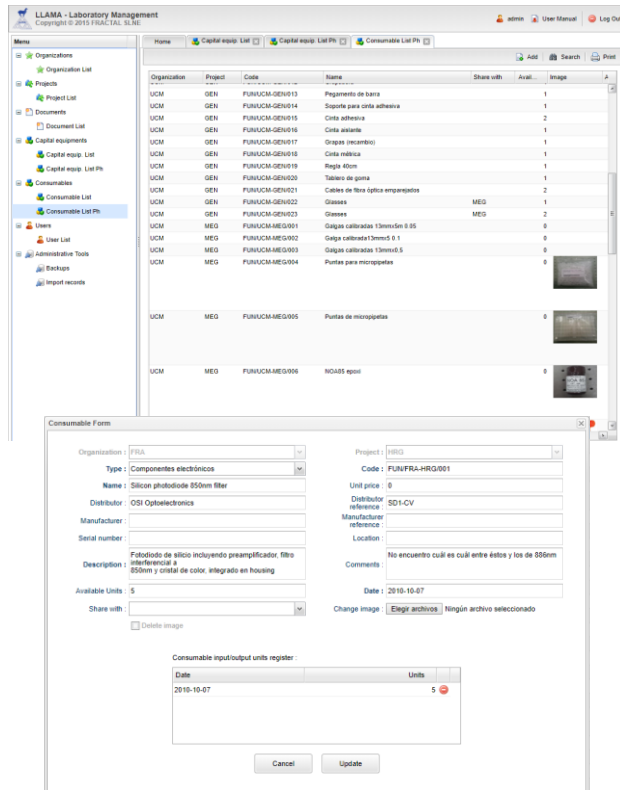 LLAMA - Laboratory Management
Copyright © 2015 FRACTAL SLNE
admin User Manual Log Out
Menu
Organizations
Organization List
Projects
Project List
Documents
Document List
Capital equipments
Capital equip. List
Capital equip. List Ph
Consumables
Consumable List
Consumable List Ph
Users
User List
Administrative Tools
Backups
Import records
Home Capital equip. List Capital equip. List Ph Consumable List Ph
Add Search Print
Organization Project Code Name Share with Avail... Image A
UCM GEN FUN/UCM-GEN/013 Pegamento de barra 1
UCM GEN FUN/UCM-GEN/014 Soporte para cinta adhesiva 1
UCM GEN FUN/UCM-GEN/015 Cinta adhesiva 2
UCM GEN FUN/UCM-GEN/016 Cinta aislante 1
UCM GEN FUN/UCM-GEN/017 Grapas (recambio) 1
UCM GEN FUN/UCM-GEN/018 Cinta métrica 1
UCM GEN FUN/UCM-GEN/019 Regla 40cm 1
UCM GEN FUN/UCM-GEN/020 Tablero de goma 1
UCM GEN FUN/UCM-GEN/021 Cables de fibra óptica emparejados 2
UCM GEN FUN/UCM-GEN/022 Glasses MEG 1
UCM GEN FUN/UCM-GEN/023 Glasses MEG 2
UCM MEG FUN/UCM-MEG/001 Galgas calibradas 13mmx5m 0.05 0
UCM MEG FUN/UCM-MEG/002 Galga calibrada13mmx5 0.1 0
UCM MEG FUN/UCM-MEG/003 Galgas calibradas 13mmx0.5 0
UCM MEG FUN/UCM-MEG/004 Puntas para micropipetas 0
UCM MEG FUN/UCM-MEG/005 Puntas de micropipetas 0
UCM MEG FUN/UCM-MEG/006 epoxi 0
Consumable Form
Organization : FRA
Project : HRG
Type : Componentes electrónicos
Code : FUN/FRA-HRG/001
Name : Silicon photodiode 850nm filter
Unit price : 0
Distributor : OSI Optoelectronics
Distributor reference : SD1-CV
Manufacturer :
Manufacturer reference :
Serial number :
Location :
Description : Fotodiodo de silicio incluyendo preamplificador, filtro
interferencial a
850nm y cristal de color, integrado en housing
Comments : No encuentro cuál es cuál entre éstos y los de 886nm
Available Units : 5
Date : 2010-10-07
Share with :
Change image : Elegir archivos Ningún archivo seleccionado
Delete image
Consumable input/output units register :
Date Units
2010-10-07 5
Cancel Update